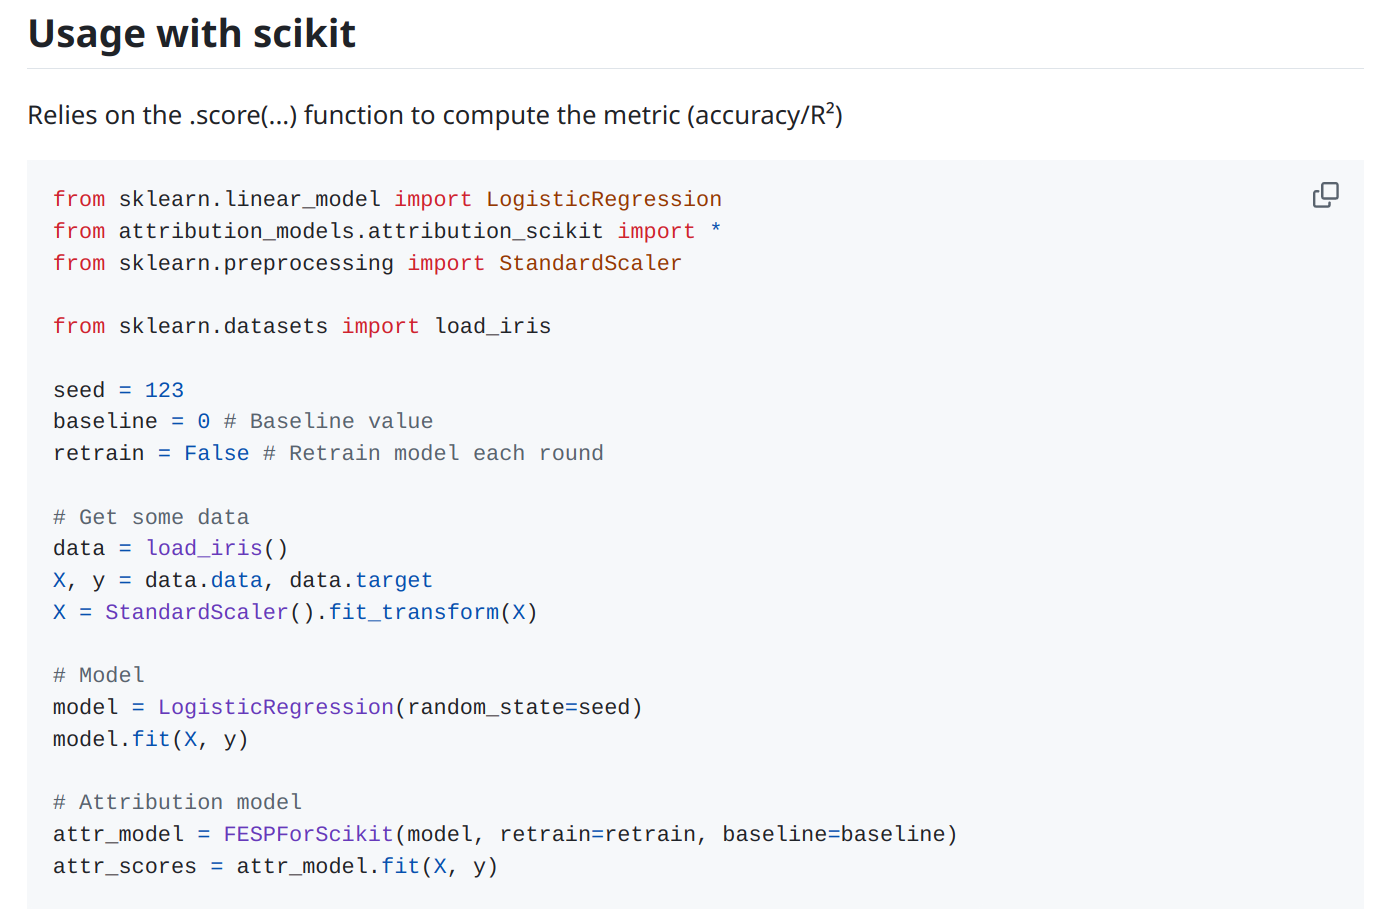 Usage with scikit
Relies on the .score(...) function to compute the metric (accuracy/R²)
from sklearn.linear_model import LogisticRegression
from attribution_models.attribution_scikit import *
from sklearn.preprocessing import StandardScaler
from sklearn.datasets import load_iris
seed = 123
baseline = 0 # Baseline value
retrain = False # Retrain model each round
# Get some data
data = load_iris()
X, y = data.data, data.target
X = StandardScaler().fit_transform(X)
# Model
model = LogisticRegression(random_state=seed)
model.fit(X, y)
# Attribution model
attr_model = FESPForScikit(model, retrain=retrain, baseline=baseline)
attr_scores = attr_model.fit(X, y)